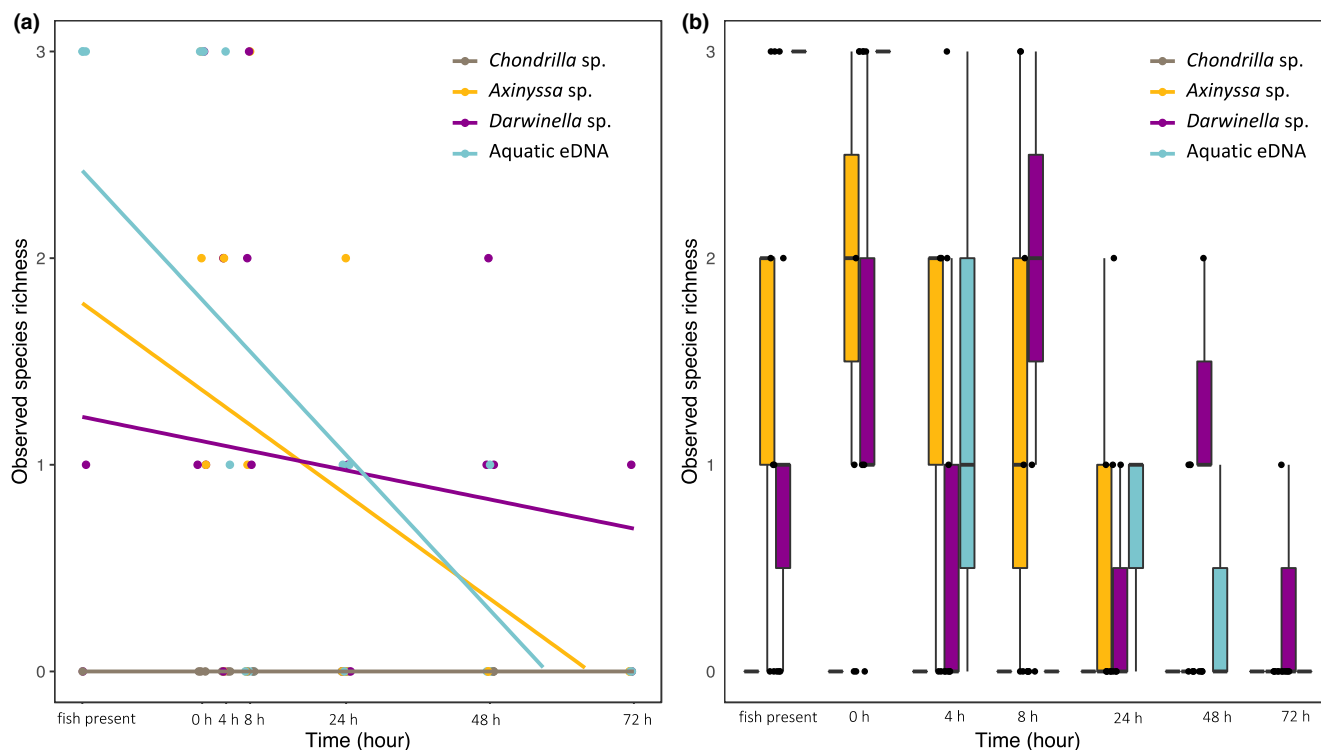 (a)
Observed species richness
3
2
1
0
Chondrilla sp.
Axinyssa sp.
Darwinella sp.
Aquatic eDNA
fish present 0 h 4 h 8 h 24 h 48 h 72 h
Time (hour)
(b)
Observed species richness
3
2
1
0
Chondrilla sp.
Axinyssa sp.
Darwinella sp.
Aquatic eDNA
fish present 0 h 4 h 8 h 24 h 48 h 72 h
Time (hour)